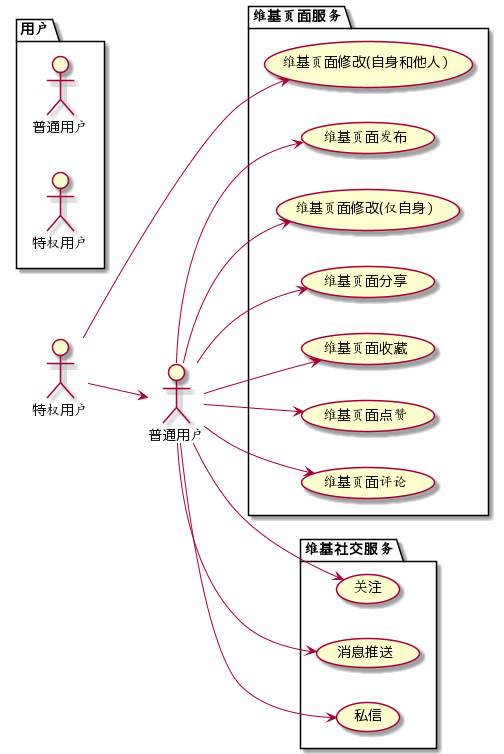 用户
普通用户
特权用户
特权用户
普通用户
维基页面服务
维基页面修改(自身和他人)
维基页面发布
维基页面修改(仅自身)
维基页面分享
维基页面收藏
维基页面点赞
维基页面评论
维基社交服务
关注
消息推送
私信